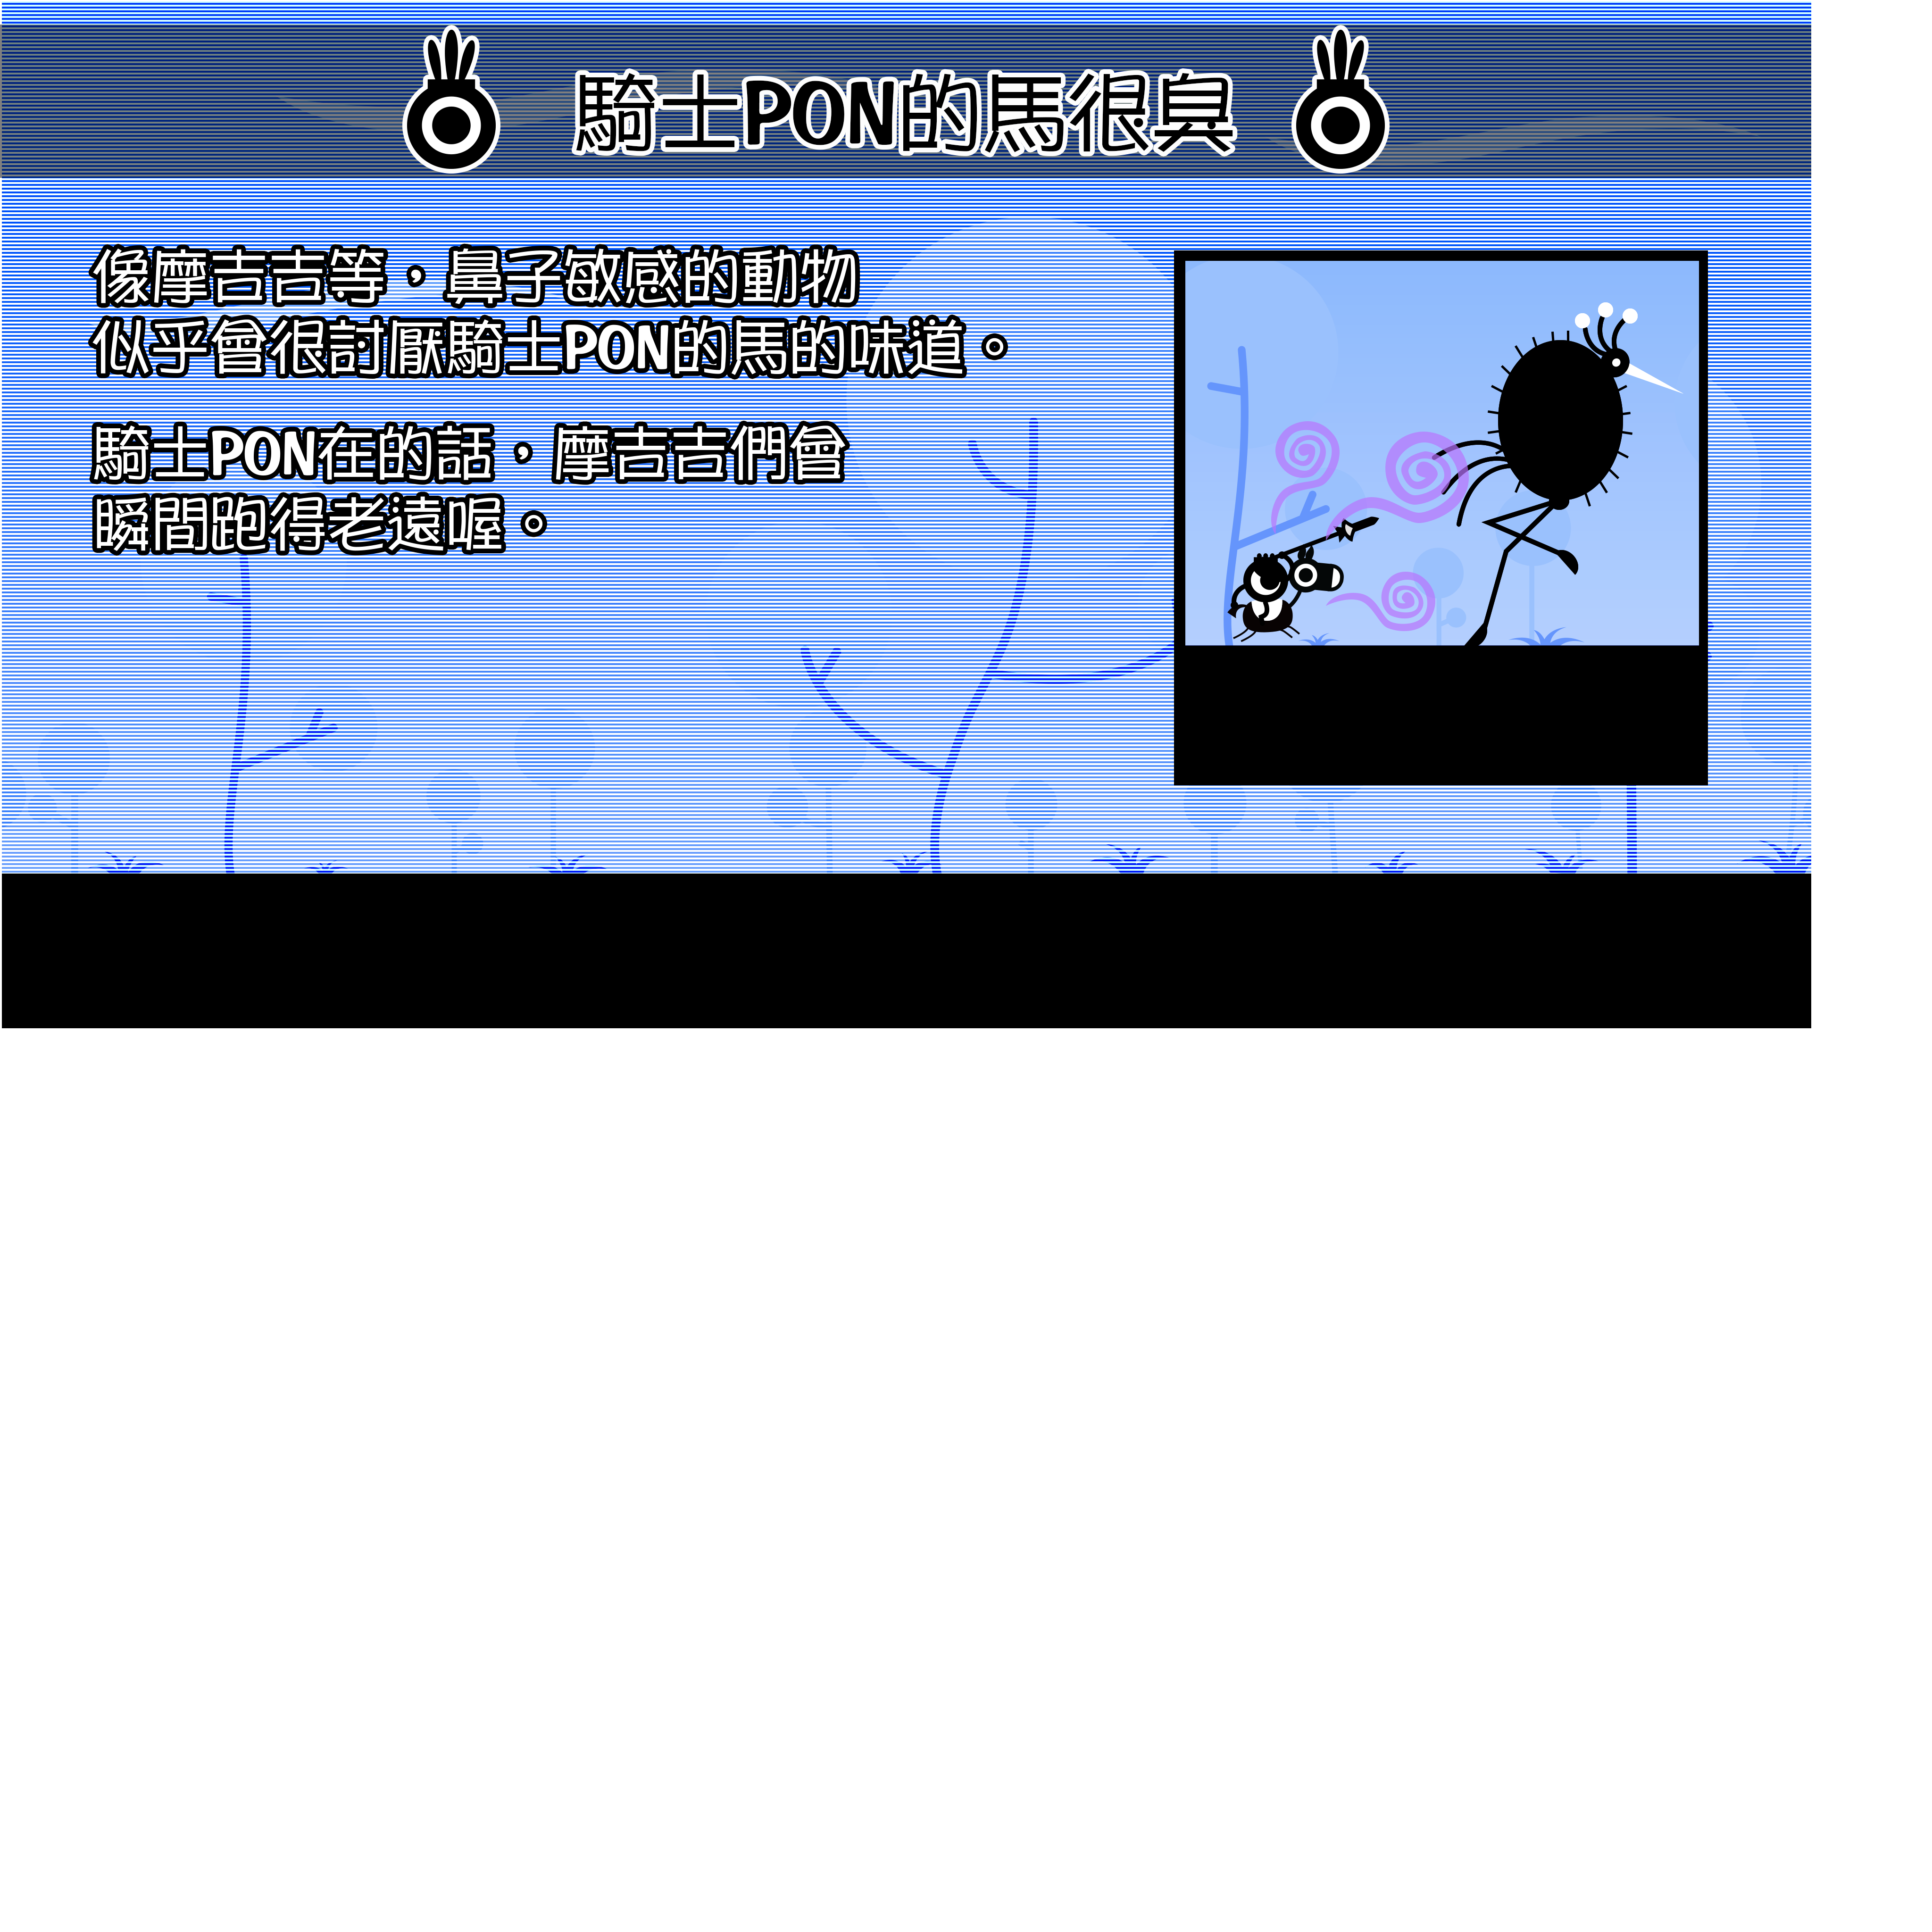 騎士PON的馬很臭
像摩吉吉等，鼻子敏感的動物
似乎會很討厭騎士PON的馬的味道。
騎士PON在的話，摩吉吉們會
瞬間跑得老遠喔。